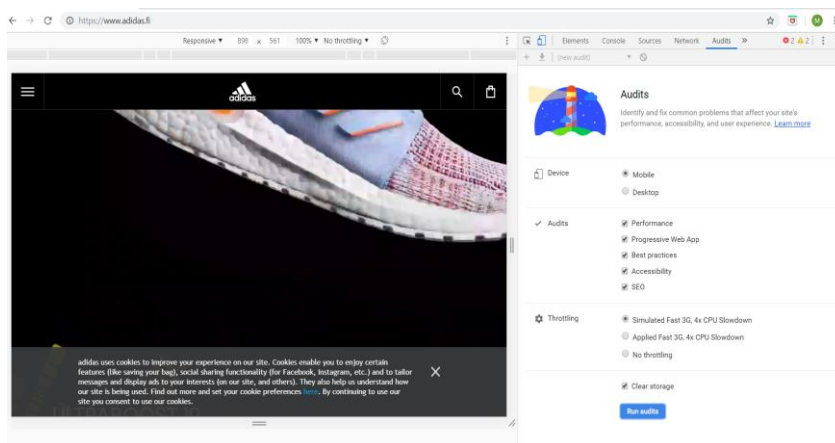 https://www.adidas.fi
M
Responsive ▼ 898 x 561 100% ▼ No throttling ▼
Elements Console Sources Network Audits » 2 2
+ (new audit) ▼
adidas
Audits
Identify and fix common problems that affect your site's
performance, accessibility, and user experience. Learn more
Device
Mobile
Desktop
Audits
Performance
Progressive Web App
Best practices
Accessibility
SEO
Throttling
Simulated Fast 3G, 4x CPU Slowdown
Applied Fast 3G, 4x CPU Slowdown
No throttling
Clear storage
Run audits
adidas uses cookies to improve your experience on our site. Cookies enable you to enjoy certain
features (like saving your bag), social sharing functionality (for Facebook, Instagram, etc.) and to tailor
messages and display ads to your interests (on our site, and others). They also help us understand how
our site is being used. Find out more and set your cookie preferences here. By continuing to use our
site you consent to use our cookies.
ULTRABOOST 19